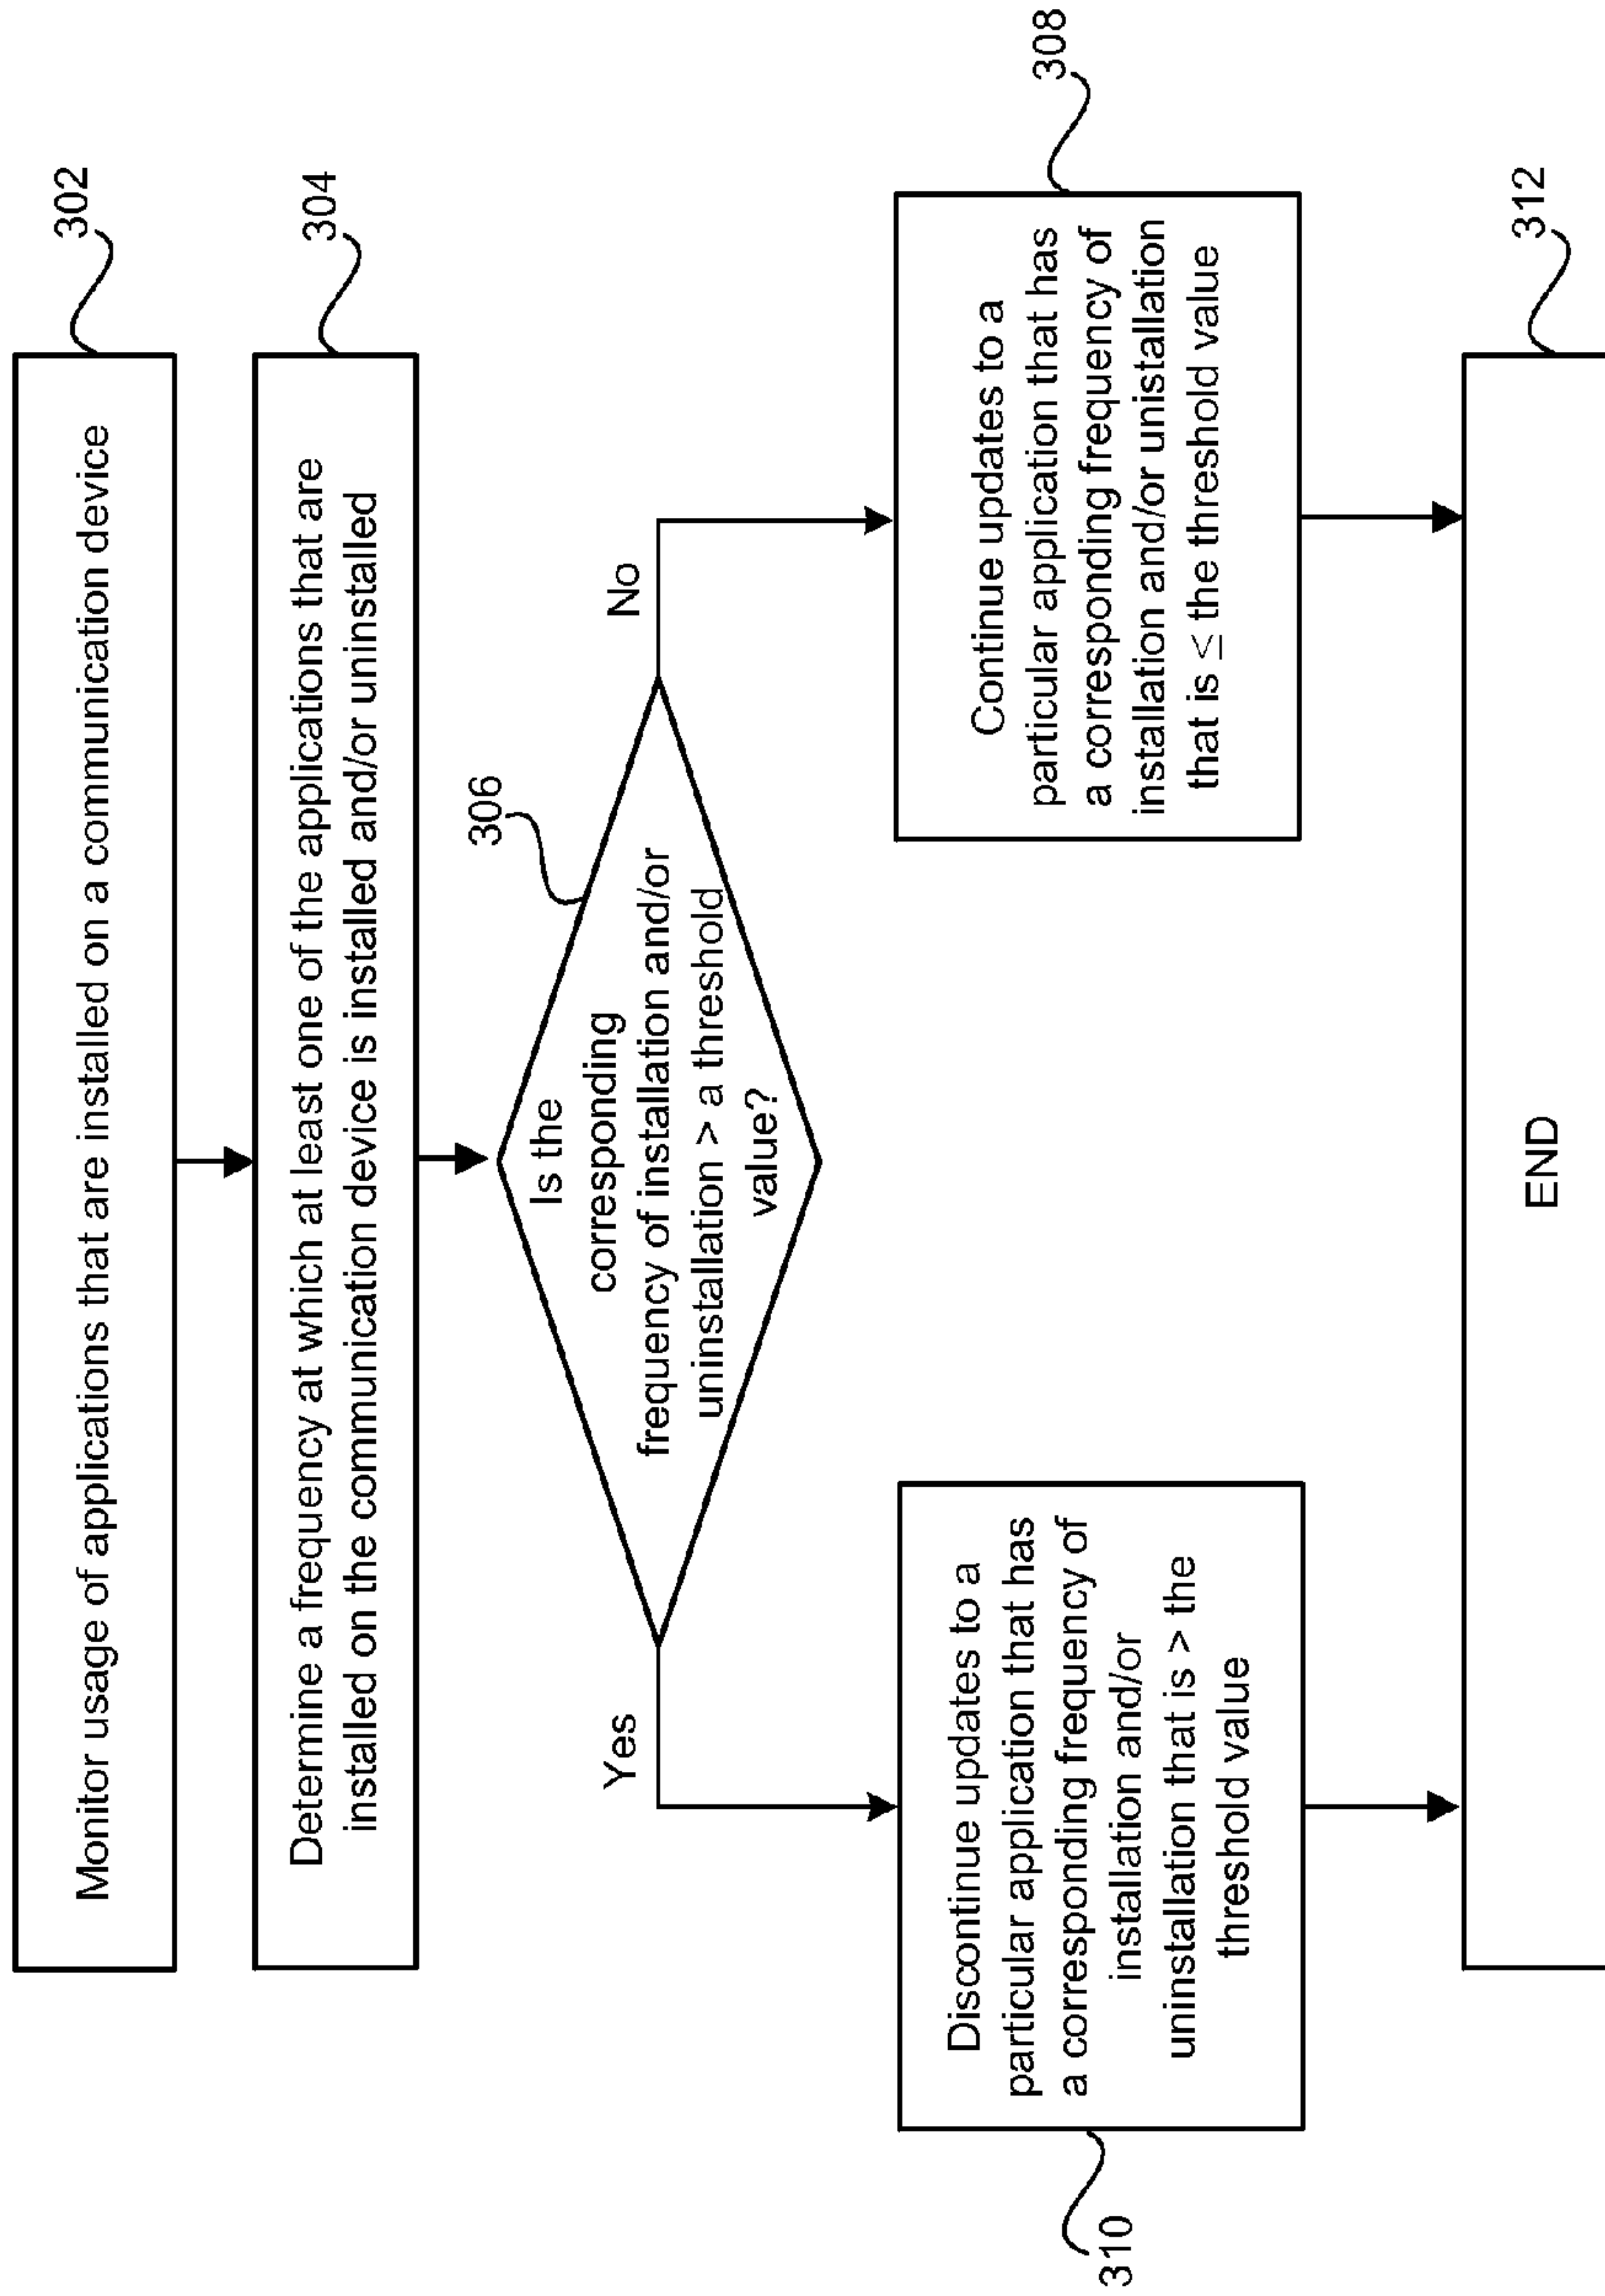 302
Monitor usage of applications that are installed on a communication device
304
Determine a frequency at which at least one of the applications that are
installed on the communication device is installed and/or uninstalled
306
Is the
corresponding
frequency of installation and/or
uninstallation > a threshold
value?
Yes
No
310
Discontinue updates to a
particular application that has
a corresponding frequency of
installation and/or
uninstallation that is > the
threshold value
308
Continue updates to a
particular application that has
a corresponding frequency of
installation and/or unistallation
that is ≤ the threshold value
312
END